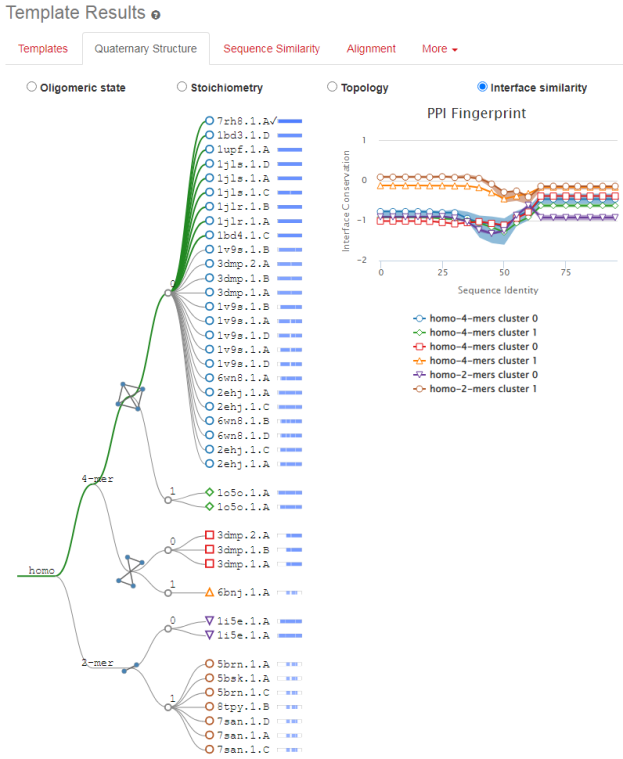 Template Results ?
Templates Quaternary Structure Sequence Similarity Alignment More
Oligomeric state Stoichiometry Topology Interface similarity
7rh8.1.A✓
1bd3.1.D
1upf.1.A
1jls.1.D
1jls.1.A
1jls.1.C
1jlr.1.B
1jlr.1.A
1bd4.1.C
1v9s.1.B
3dmp.2.A
3dmp.1.B
3dmp.1.A
1v9s.1.B
1v9s.1.A
1v9s.1.D
1v9s.1.A
1v9s.1.D
6wn8.1.A
2ehj.1.A
2ehj.1.C
6wn8.1.B
6wn8.1.D
2ehj.1.C
2ehj.1.A
0
1o5o.1.A
1o5o.1.A
1
4-mer
3dmp.2.A
3dmp.1.B
3dmp.1.A
0
6bnj.1.A
1
homo
1i5e.1.A
1i5e.1.A
0
2-mer
5brn.1.A
5bsk.1.A
5brn.1.C
8tpy.1.B
7san.1.D
7san.1.A
7san.1.C
1
PPI Fingerprint
Interface Conservation
1
0
−1
−2
0 25 50 75
Sequence Identity
homo-4-mers cluster 0
homo-4-mers cluster 1
homo-4-mers cluster 0
homo-4-mers cluster 1
homo-2-mers cluster 0
homo-2-mers cluster 1